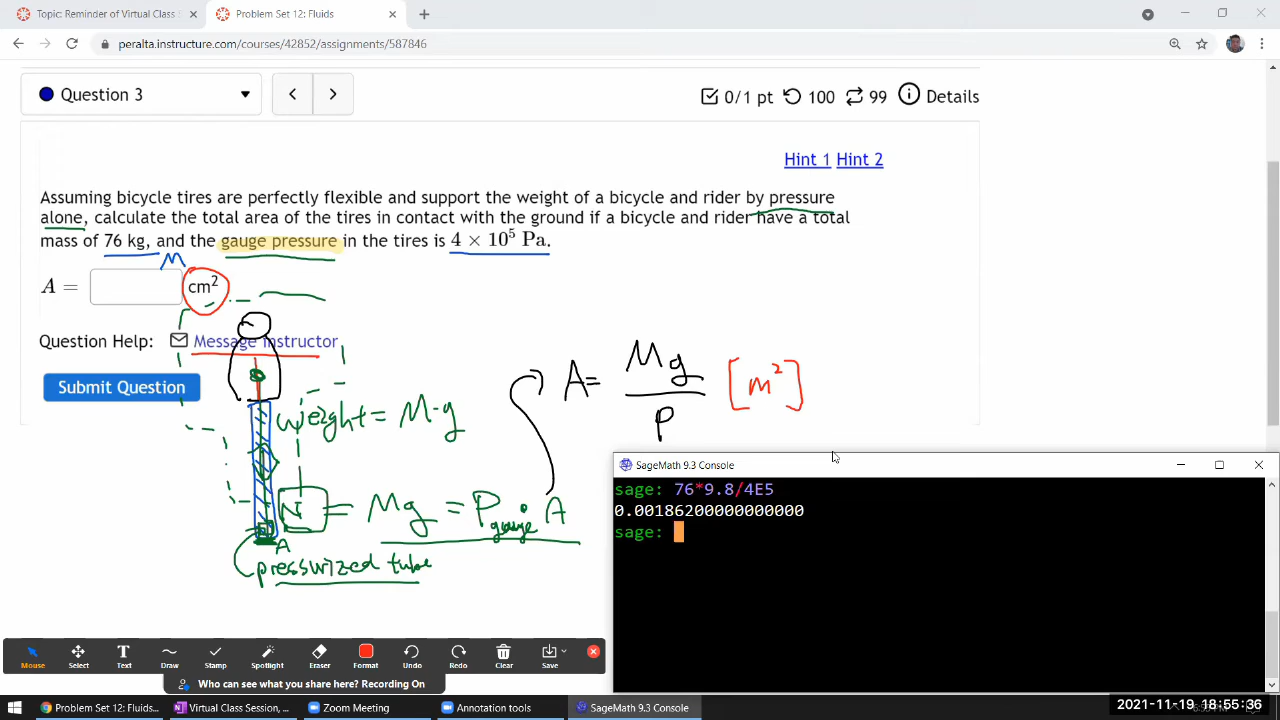 Topic: Reminder of Virtual Class
Problem Set 12: Fluids
peralta.instructure.com/courses/42852/assignments/587846
Question 3
0/1 pt 100 99 Details
Hint 1 Hint 2
Assuming bicycle tires are perfectly flexible and support the weight of a bicycle and rider by pressure
alone, calculate the total area of the tires in contact with the ground if a bicycle and rider have a total
mass of 76 kg, and the gauge pressure in the tires is 4 × 10⁵ Pa.
M
A = cm²
Question Help: Message instructor
Submit Question
A = Mg / P [m²]
weight = M·g
N = Mg = P gauge · A
A
pressurized tube
SageMath 9.3 Console
sage: 76*9.8/4E5
0.00186200000000000
sage:
Mouse Select Text Draw Stamp Spotlight Eraser Format Undo Redo Clear Save
Who can see what you share here? Recording On
Problem Set 12: Fluids...
Virtual Class Session, ...
Zoom Meeting
Annotation tools
SageMath 9.3 Console
2021-11-19 18:55:36